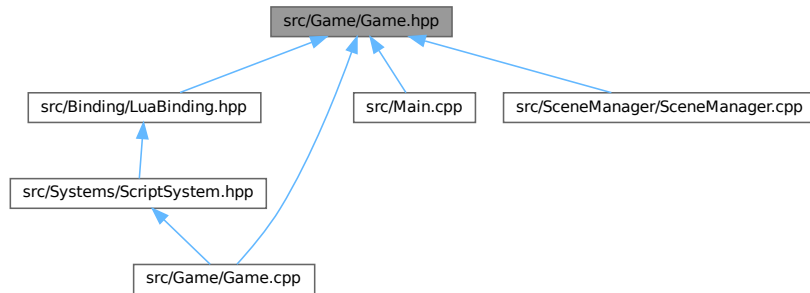 src/Game/Game.hpp
src/Binding/LuaBinding.hpp
src/Main.cpp
src/SceneManager/SceneManager.cpp
src/Systems/ScriptSystem.hpp
src/Game/Game.cpp